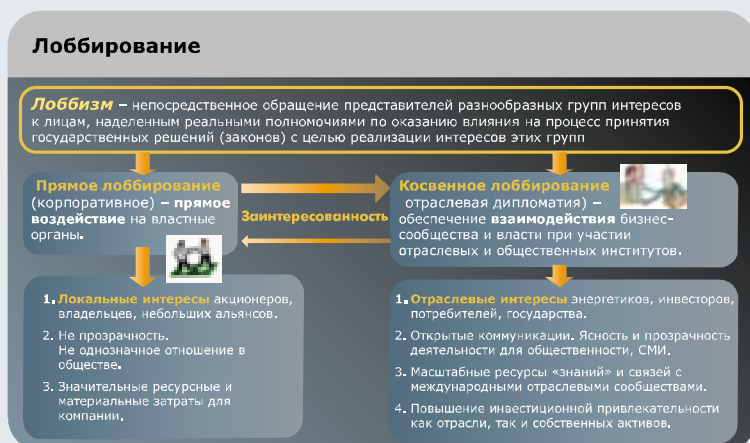 Лоббирование
Лоббизм – непосредственное обращение представителей разнообразных групп интересов
к лицам, наделенным реальными полномочиями по оказанию влияния на процесс принятия
государственных решений (законов) с целью реализации интересов этих групп
Прямое лоббирование
(корпоративное) – прямое
воздействие на властные
органы.
Заинтересованность
Косвенное лоббирование
отраслевая дипломатия) –
обеспечение взаимодействия бизнес-
сообщества и власти при участии
отраслевых и общественных институтов.
1. Локальные интересы акционеров,
владельцев, небольших альянсов.
2. Не прозрачность.
Не однозначное отношение в
обществе.
3. Значительные ресурсные и
материальные затраты для
компании.
1. Отраслевые интересы энергетиков, инвесторов,
потребителей, государства.
2. Открытые коммуникации. Ясность и прозрачность
деятельности для общественности, СМИ.
3. Масштабные ресурсы «знаний» и связей с
международными отраслевыми сообществами.
4. Повышение инвестиционной привлекательности
как отрасли, так и собственных активов.